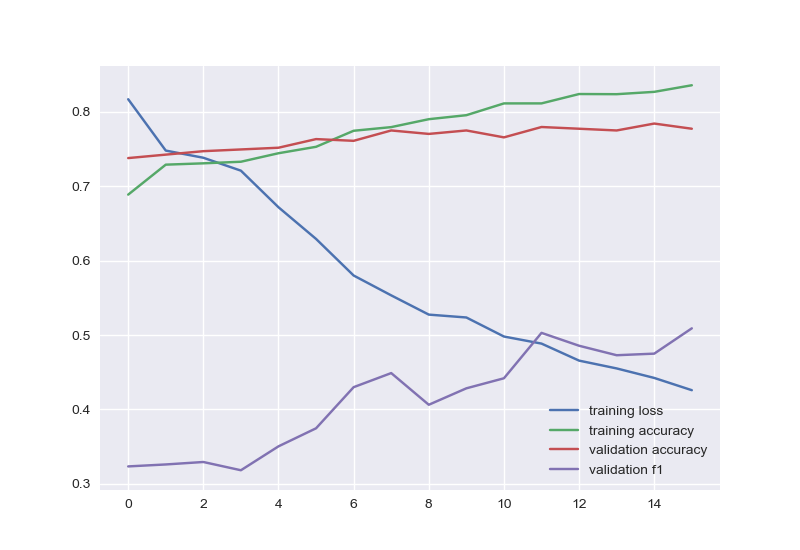 0.8
0.7
0.6
0.5
0.4
0.3
training loss
training accuracy
validation accuracy
validation f1
0 2 4 6 8 10 12 14